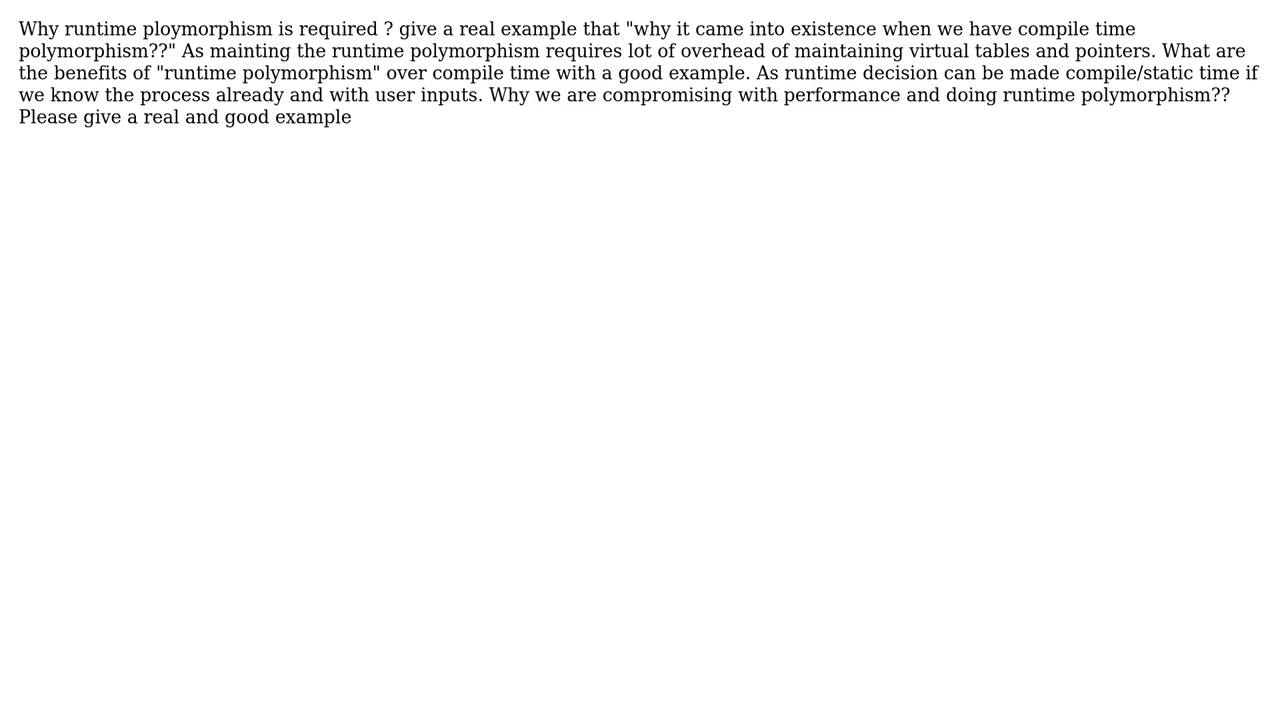 Why runtime ploymorphism is required ? give a real example that "why it came into existence when we have compile time
polymorphism??" As mainting the runtime polymorphism requires lot of overhead of maintaining virtual tables and pointers. What are
the benefits of "runtime polymorphism" over compile time with a good example. As runtime decision can be made compile/static time if
we know the process already and with user inputs. Why we are compromising with performance and doing runtime polymorphism??
Please give a real and good example